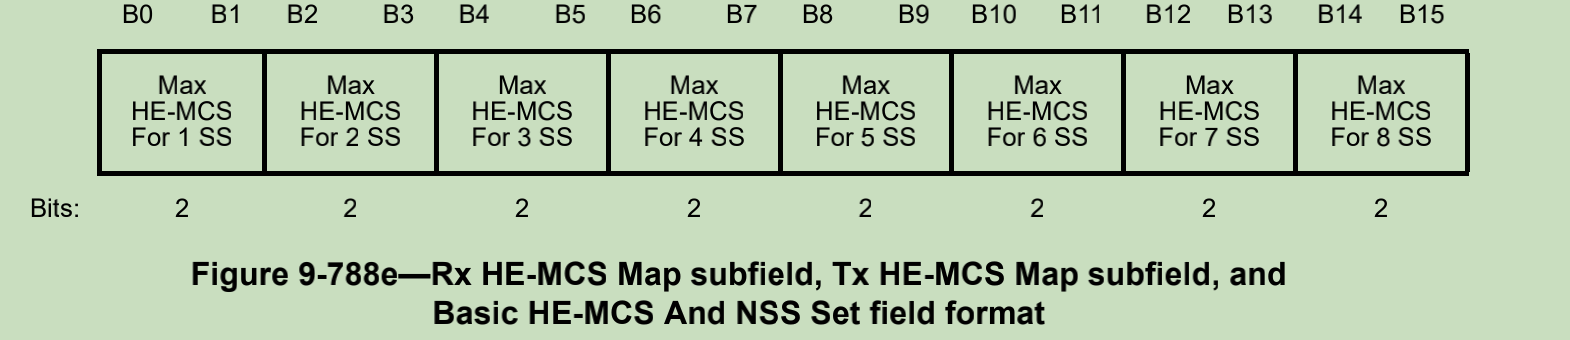 B0 B1 B2 B3 B4 B5 B6 B7 B8 B9 B10 B11 B12 B13 B14 B15
Max Max Max Max Max Max Max Max
HE-MCS HE-MCS HE-MCS HE-MCS HE-MCS HE-MCS HE-MCS HE-MCS
For 1 SS For 2 SS For 3 SS For 4 SS For 5 SS For 6 SS For 7 SS For 8 SS
Bits: 2 2 2 2 2 2 2 2
Figure 9-788e—Rx HE-MCS Map subfield, Tx HE-MCS Map subfield, and
Basic HE-MCS And NSS Set field format